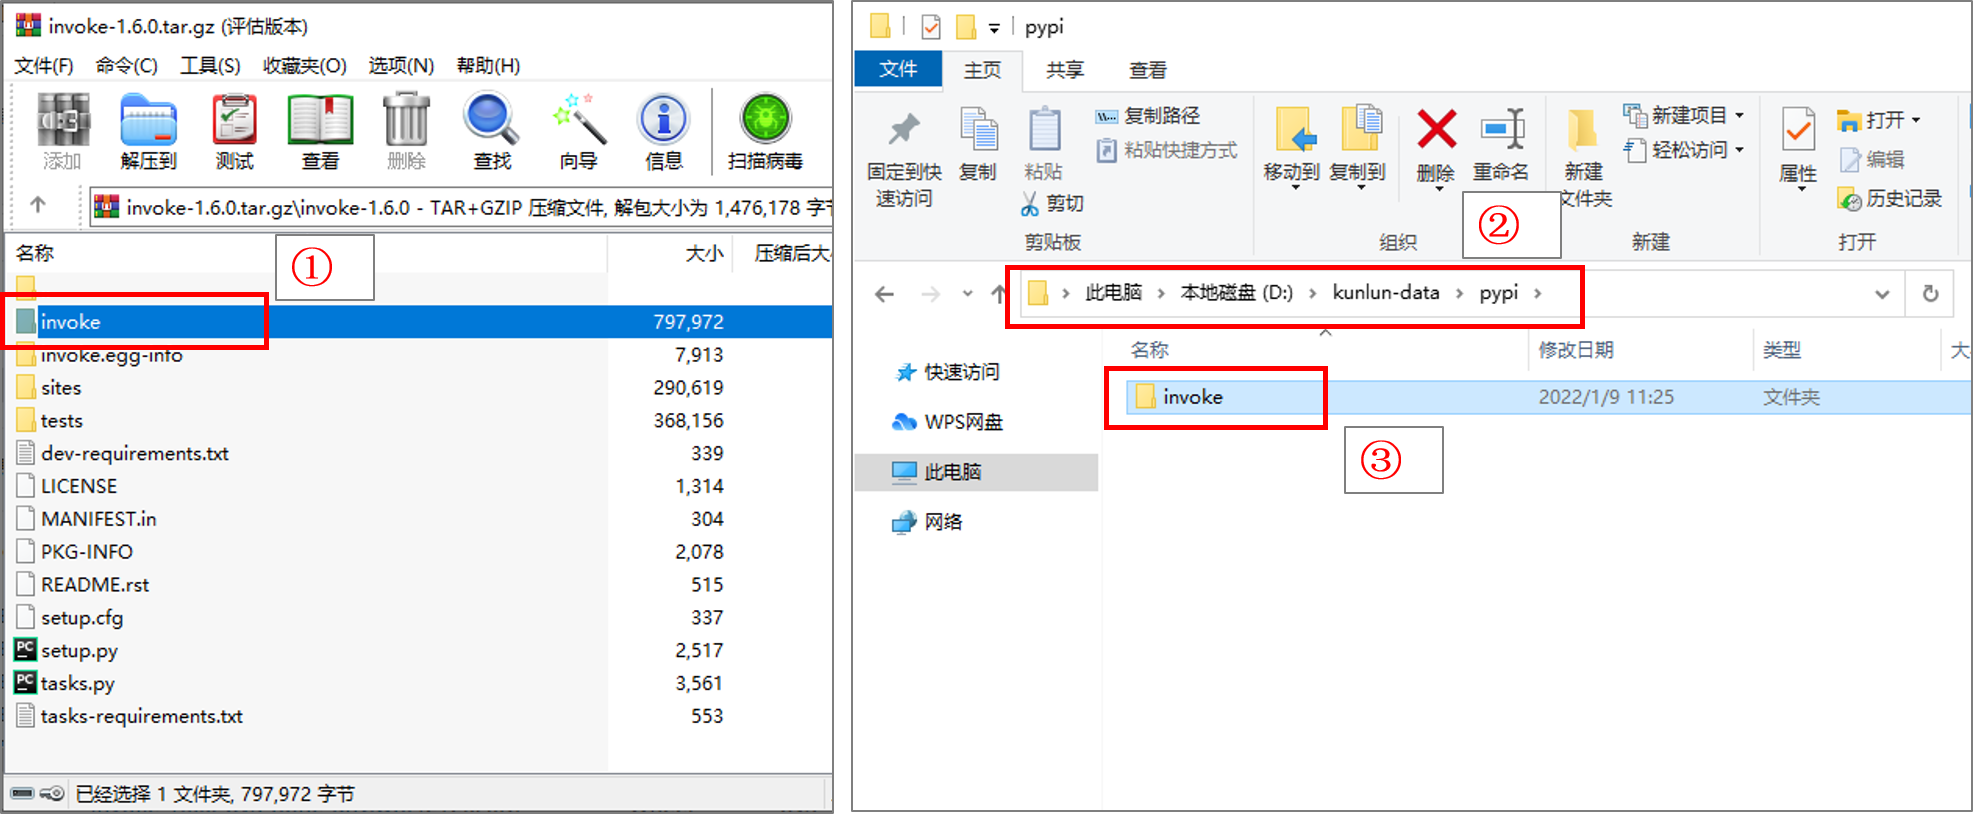 invoke-1.6.0.tar.gz (评估版本)
文件(F) 命令(C) 工具(S) 收藏夹(O) 选项(N) 帮助(H)
添加 解压到 测试 查看 删除 查找 向导 信息 扫描病毒
invoke-1.6.0.tar.gz\invoke-1.6.0 - TAR+GZIP 压缩文件, 解包大小为 1,476,178 字节
名称 大小 压缩后大
①
invoke 797,972
invoke.egg-info 7,913
sites 290,619
tests 368,156
dev-requirements.txt 339
LICENSE 1,314
MANIFEST.in 304
PKG-INFO 2,078
README.rst 515
setup.cfg 337
PC setup.py 2,517
PC tasks.py 3,561
tasks-requirements.txt 553
已经选择 1 文件夹, 797,972 字节
pypi
文件 主页 共享 查看
固定到快
速访问
复制
粘贴
复制路径
粘贴快捷方式
剪切
剪贴板
移动到 复制到 删除 重命名
组织
②
新建
文件夹
新建项目
轻松访问
新建
属性
打开
编辑
历史记录
打开
此电脑 本地磁盘 (D:) kunlun-data pypi
名称 修改日期 类型 大
invoke 2022/1/9 11:25 文件夹
③
快速访问
WPS网盘
此电脑
网络